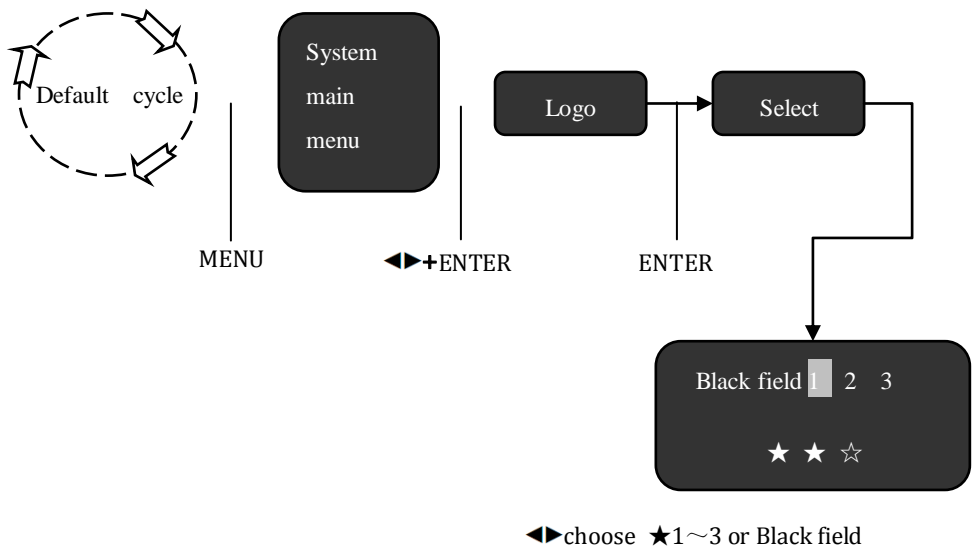 Default cycle
System
main
menu
Logo
Select
MENU
◀▶+ENTER
ENTER
Black field 1 2 3
★ ★ ☆
◀▶choose ★1～3 or Black field